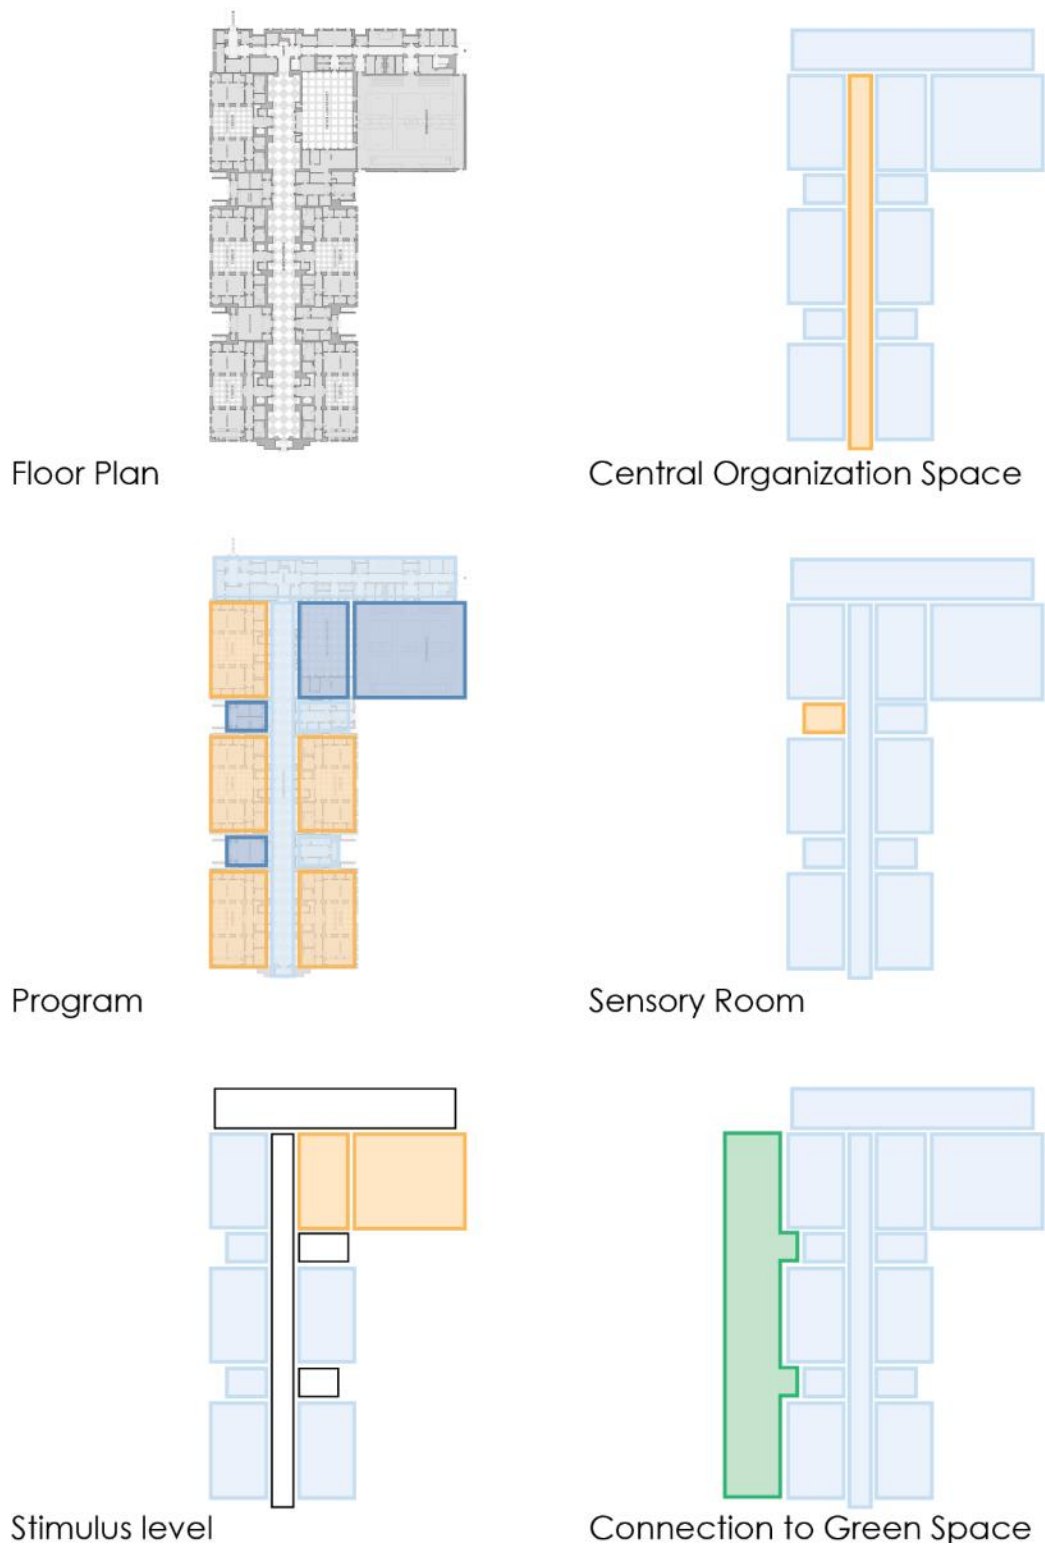 Floor Plan
Central Organization Space
Program
Sensory Room
Stimulus level
Connection to Green Space